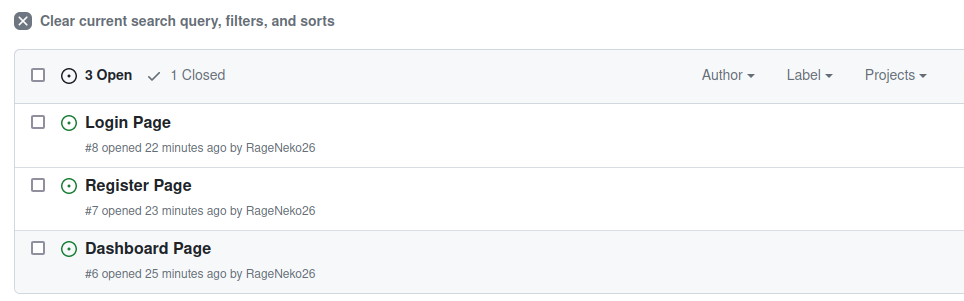 Clear current search query, filters, and sorts
3 Open 1 Closed Author Label Projects
Login Page
#8 opened 22 minutes ago by RageNeko26
Register Page
#7 opened 23 minutes ago by RageNeko26
Dashboard Page
#6 opened 25 minutes ago by RageNeko26